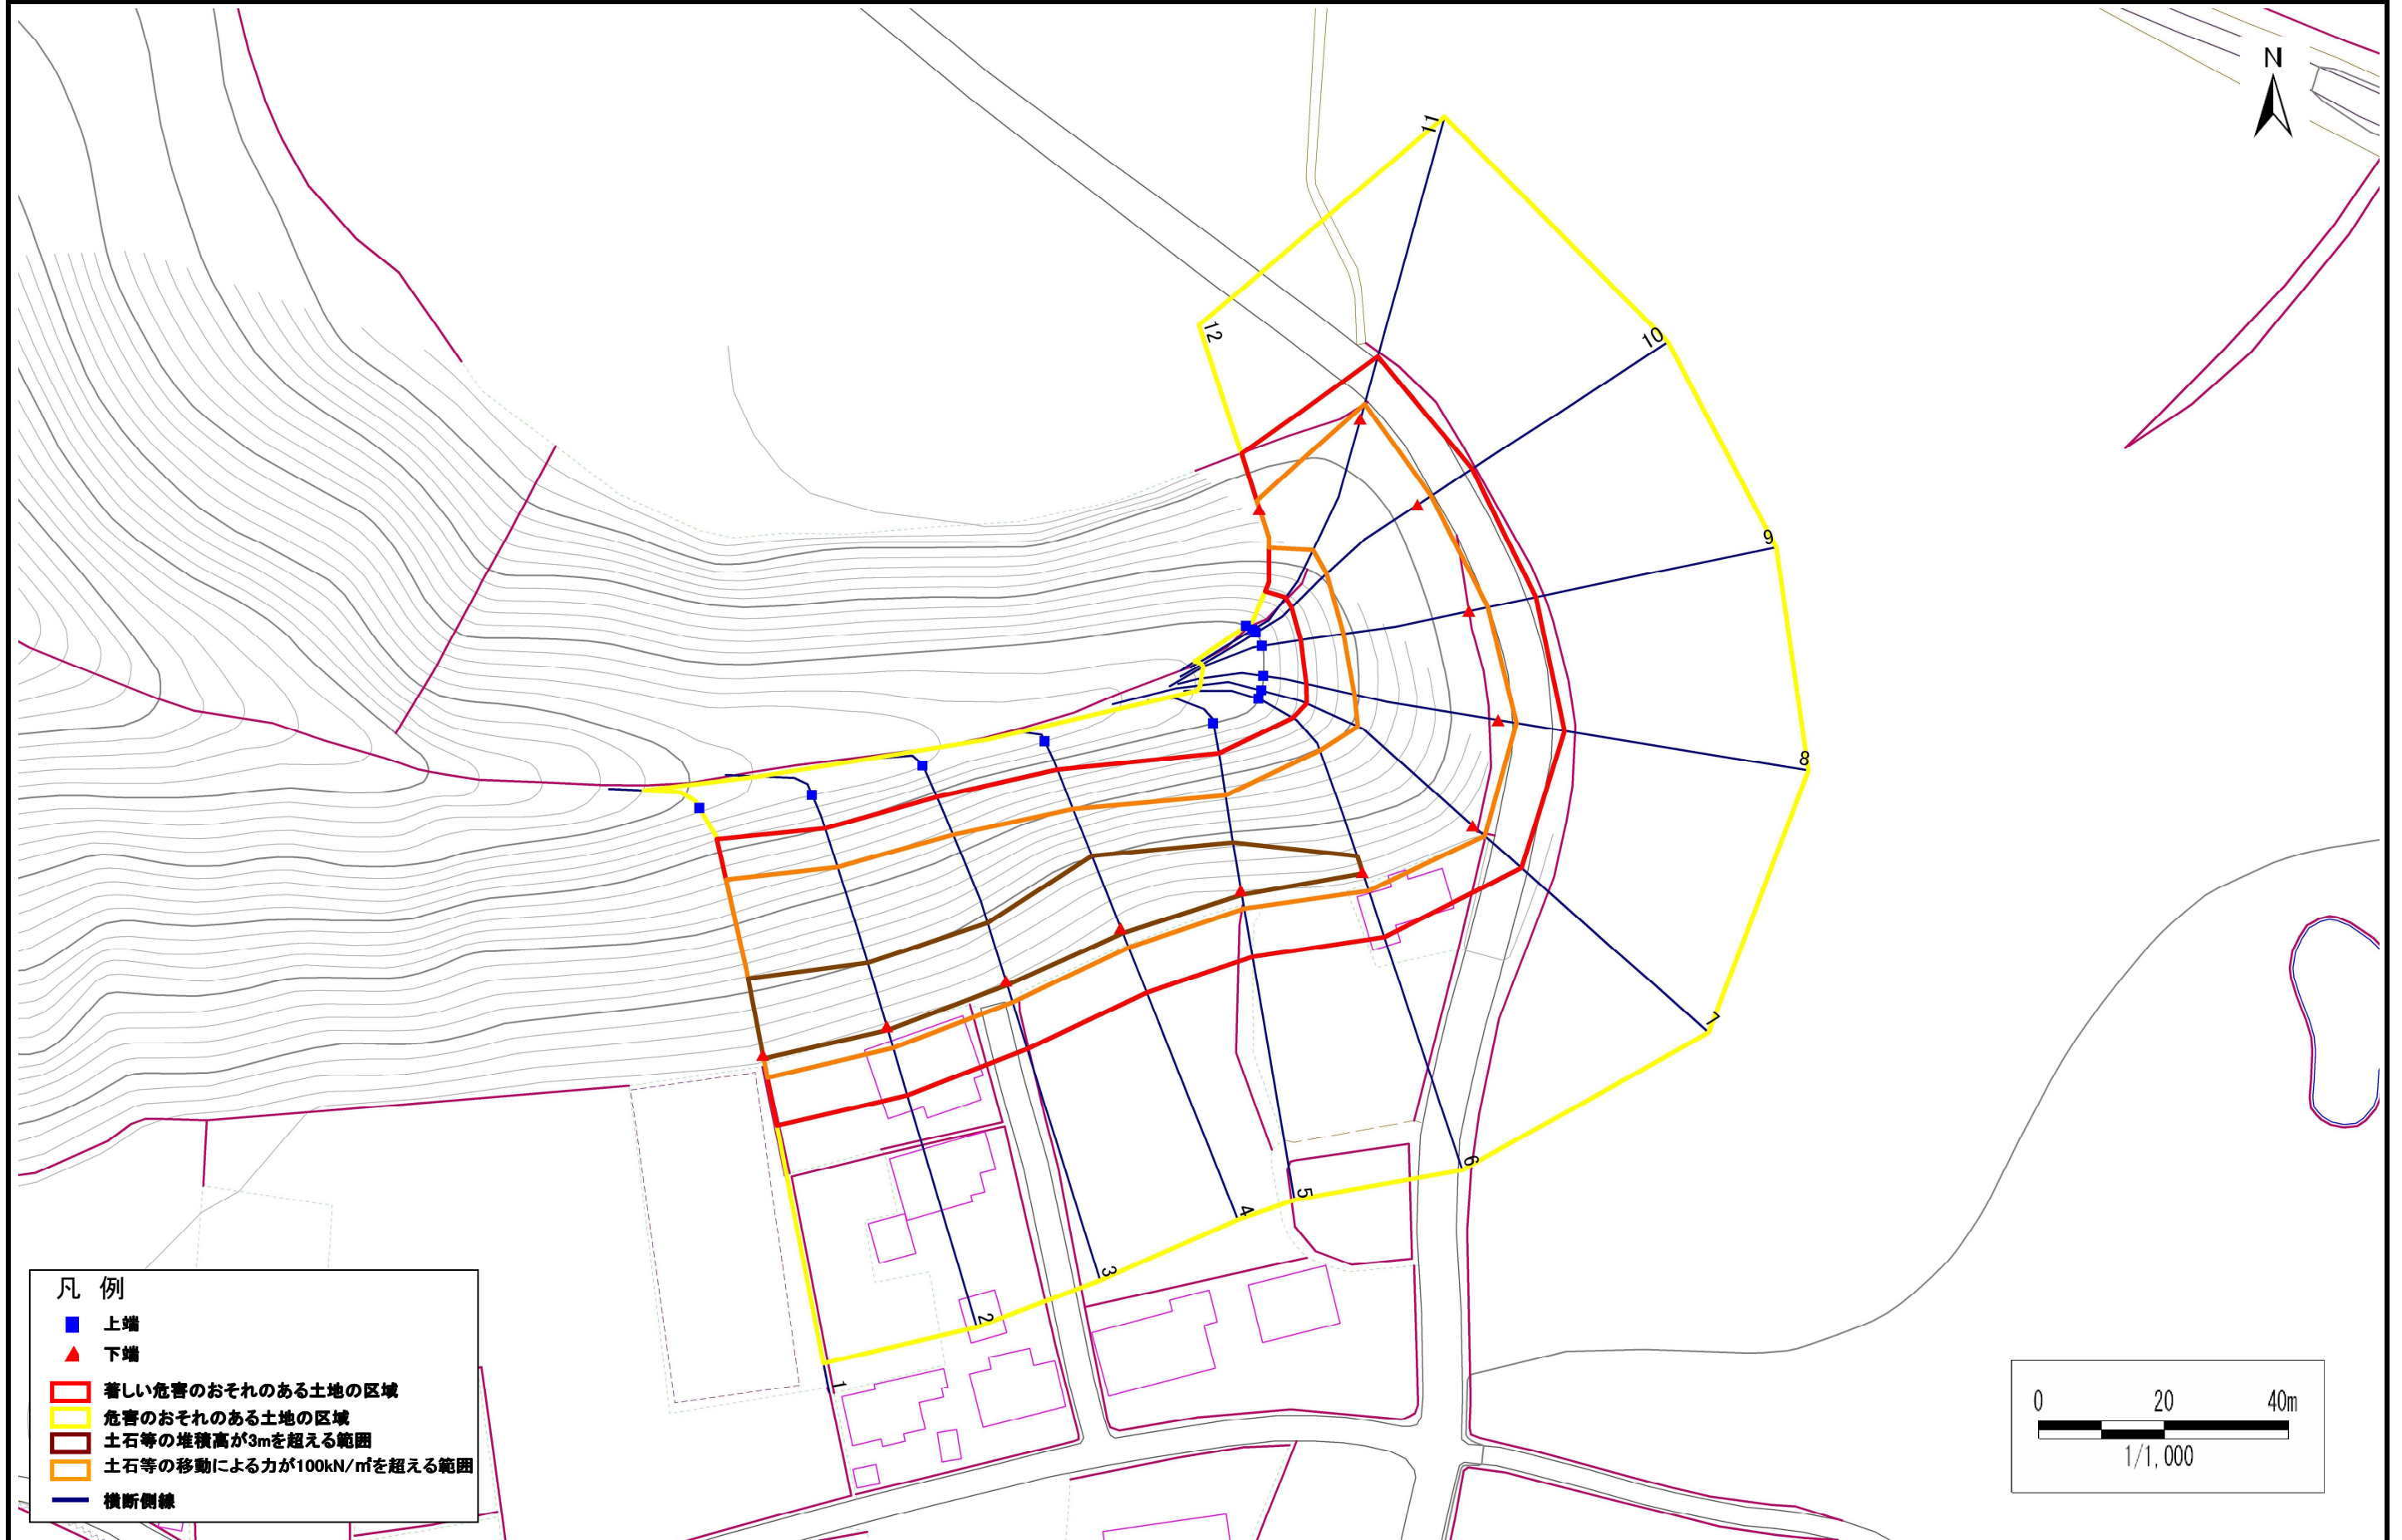 N
11
10
12
9
8
7
6
5
4
3
2
1
凡 例
上端
下端
著しい危害のおそれのある土地の区域
危害のおそれのある土地の区域
土石等の堆積高が3mを超える範囲
土石等の移動による力が100kN/㎡を超える範囲
横断側線
0 20 40m
1/1,000